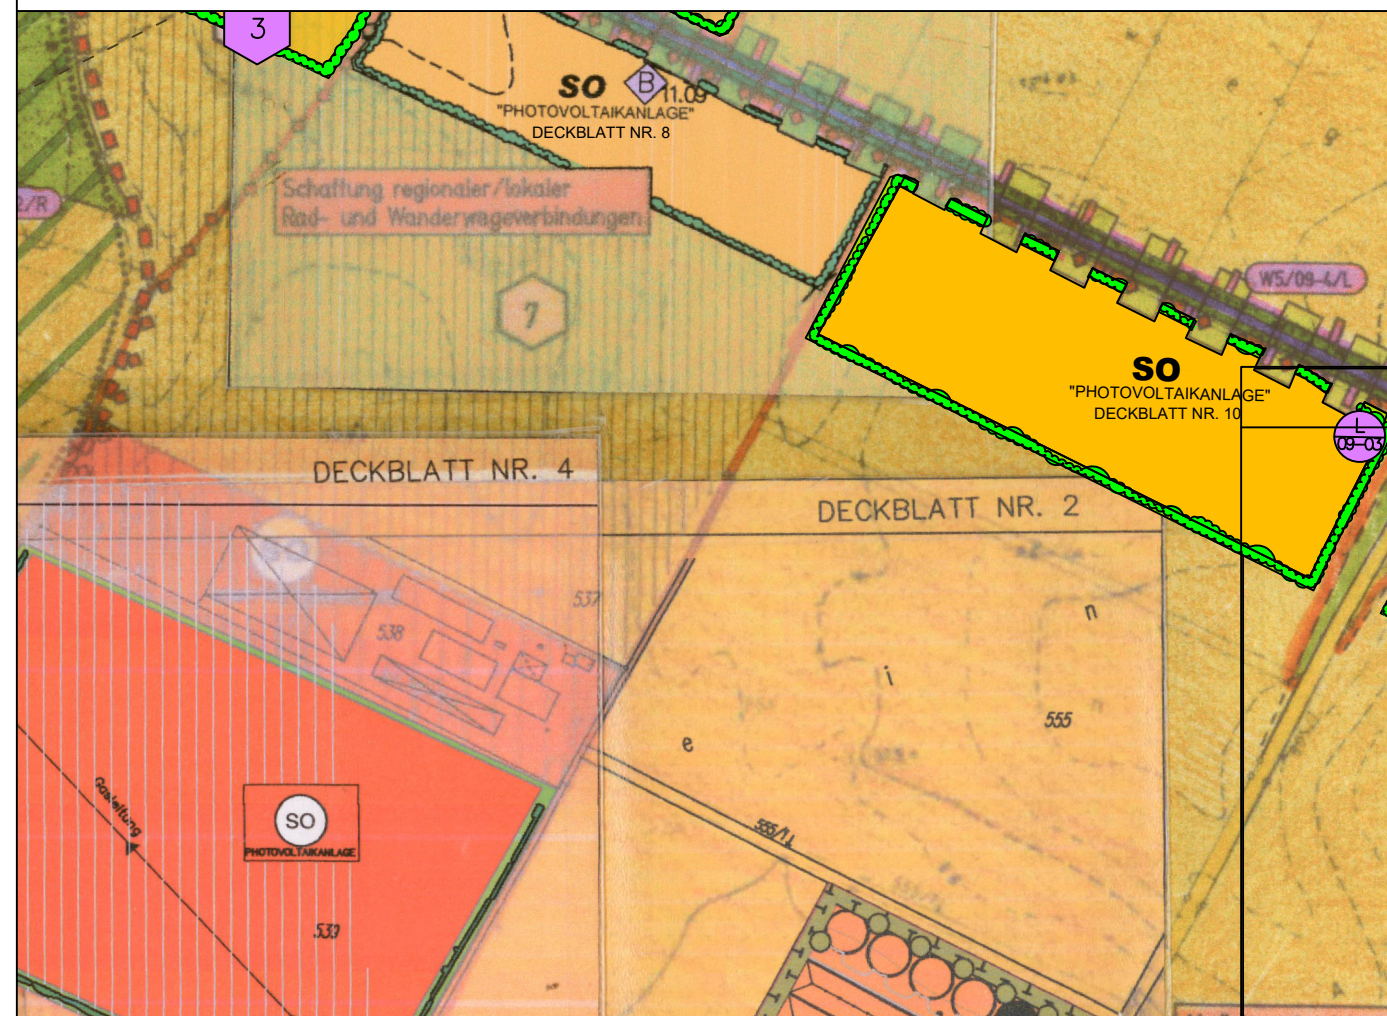 3
SO
B
11.09
"PHOTOVOLTAIKANLAGE"
DECKBLATT NR. 8
Schaffung regionaler/lokaler
Rad- und Wanderwegeverbindungen
2/R
7
W5/09-4/L
SO
"PHOTOVOLTAIKANLAGE"
DECKBLATT NR. 10
L
09-03
DECKBLATT NR. 4
DECKBLATT NR. 2
537
538
n
i
e
555
555/11
Gasleitung
SO
PHOTOVOLTAIKANLAGE
533